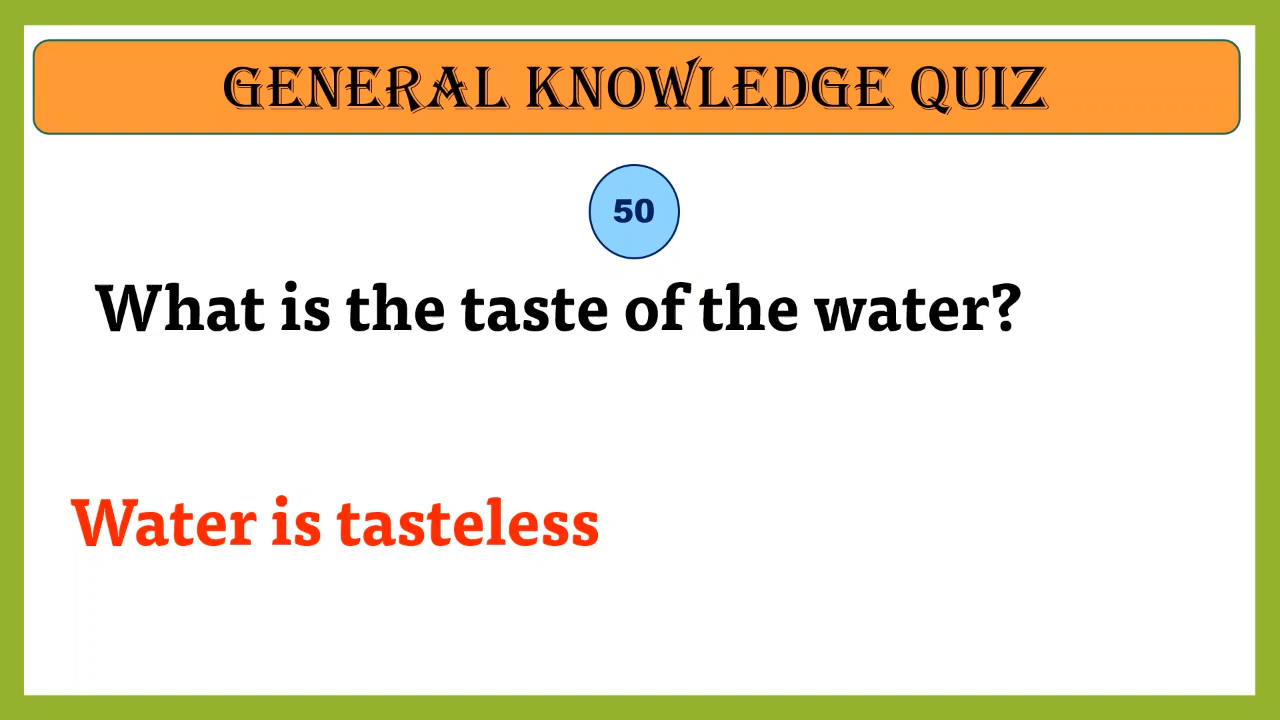 GENERAL KNOWLEDGE QUIZ
50
What is the taste of the water?
Water is tasteless